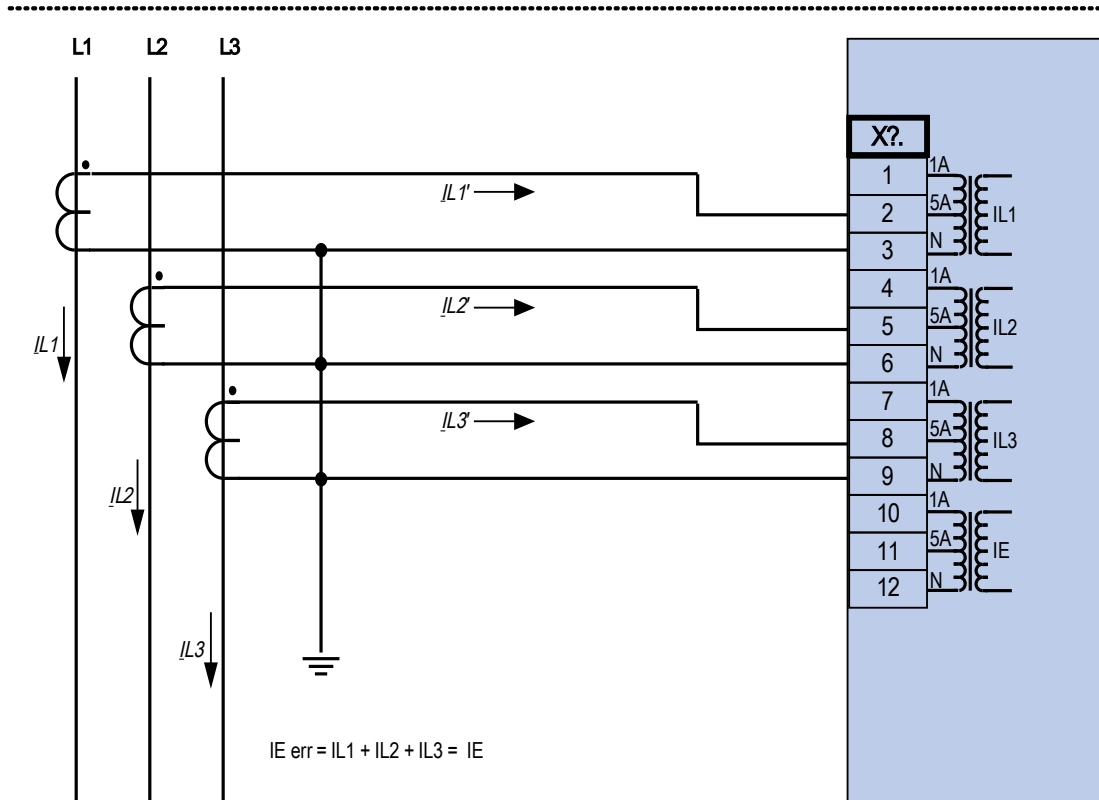 L1 L2 L3
X?.
1 1A
IL1'
2 5A IL1
3 N
4 1A
IL2'
5 5A IL2
IL1
6 N
7 1A
IL3'
8 5A IL3
9 N
IL2
10 1A
11 5A IE
12 N
IL3
IE err = IL1 + IL2 + IL3 = IE